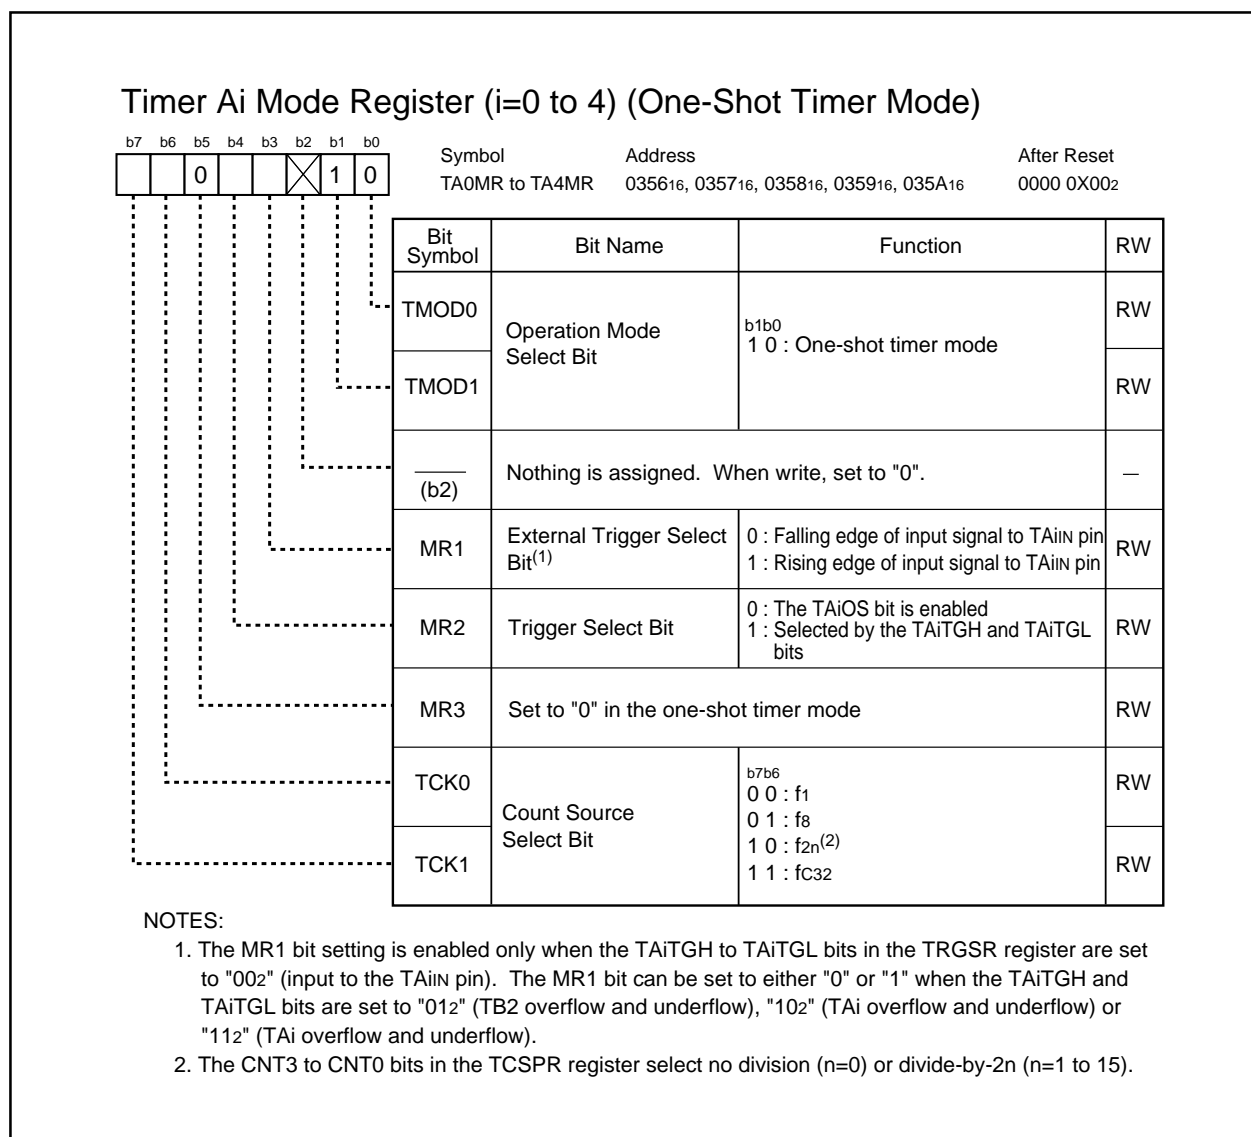 Timer Ai Mode Register (i=0 to 4) (One-Shot Timer Mode)
b7 b6 b5 b4 b3 b2 b1 b0
0 1 0
Symbol Address After Reset
TA0MR to TA4MR 035616, 035716, 035816, 035916, 035A16 0000 0X002
Bit Symbol Bit Name Function RW
TMOD0 RW
Operation Mode
Select Bit
b1b0
1 0 : One-shot timer mode
TMOD1 RW
(b2) Nothing is assigned. When write, set to "0". —
MR1 External Trigger Select
Bit(1)
0 : Falling edge of input signal to TAiIN pin
1 : Rising edge of input signal to TAiIN pin
RW
MR2 Trigger Select Bit
0 : The TAiOS bit is enabled
1 : Selected by the TAiTGH and TAiTGL
bits
RW
MR3 Set to "0" in the one-shot timer mode RW
TCK0 RW
Count Source
Select Bit
b7b6
0 0 : f1
0 1 : f8
1 0 : f2n(2)
1 1 : fC32
TCK1 RW
NOTES:
1. The MR1 bit setting is enabled only when the TAiTGH to TAiTGL bits in the TRGSR register are set
to "002" (input to the TAiIN pin). The MR1 bit can be set to either "0" or "1" when the TAiTGH and
TAiTGL bits are set to "012" (TB2 overflow and underflow), "102" (TAi overflow and underflow) or
"112" (TAi overflow and underflow).
2. The CNT3 to CNT0 bits in the TCSPR register select no division (n=0) or divide-by-2n (n=1 to 15).